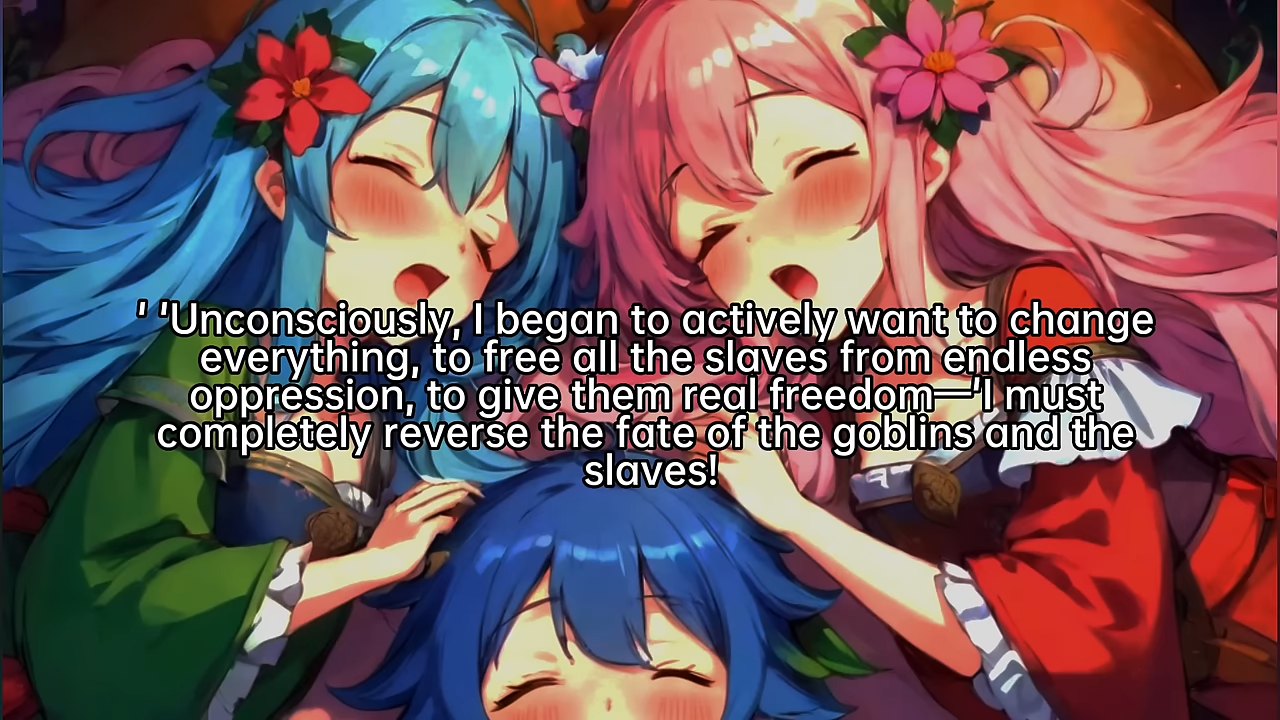 ' 'Unconsciously, I began to actively want to change
everything, to free all the slaves from endless
oppression, to give them real freedom—'I must
completely reverse the fate of the goblins and the
slaves!